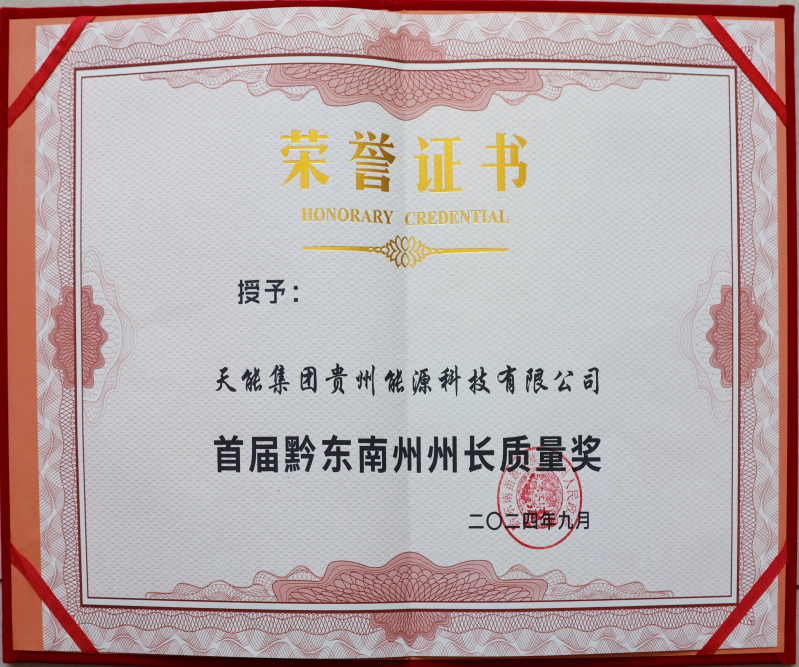 荣誉证书
HONORARY CREDENTIAL
授予：
天能集团贵州能源科技有限公司
首届黔东南州州长质量奖
二〇二四年九月